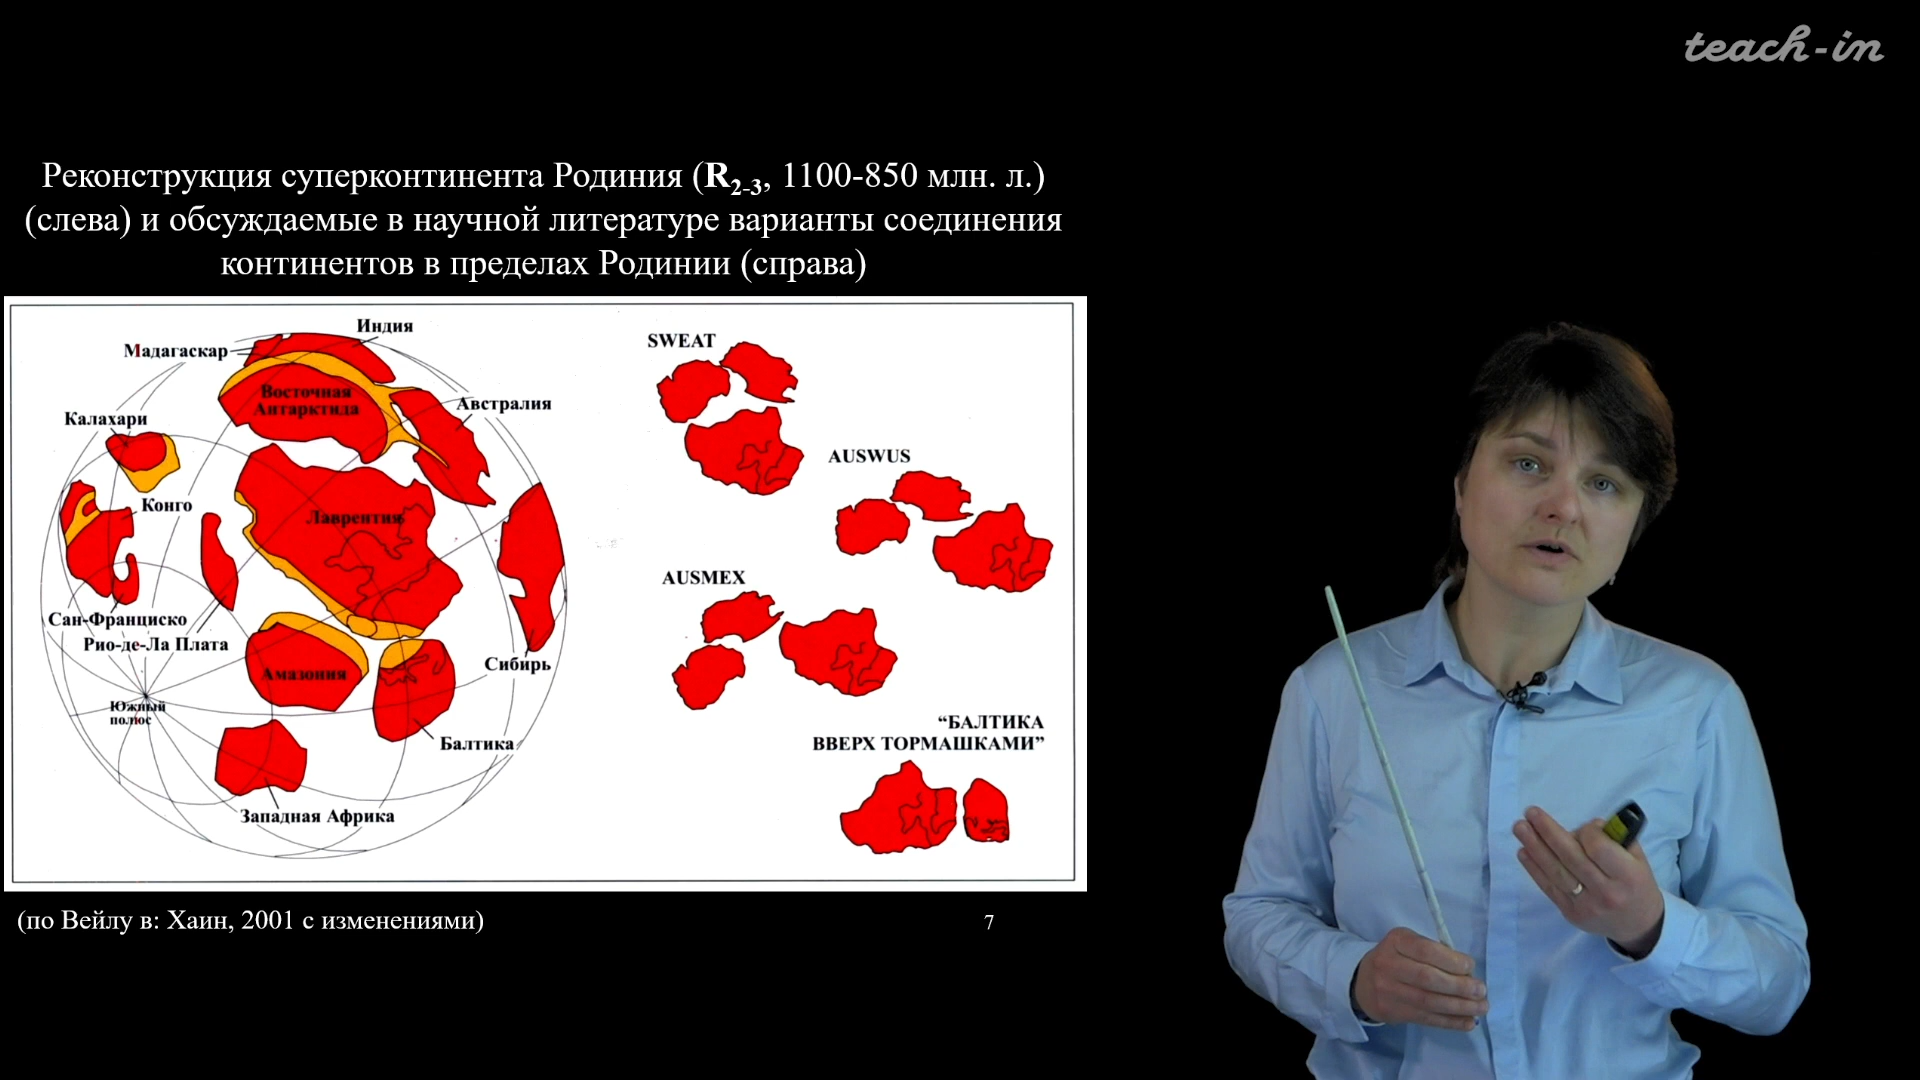 teach-in
Реконструкция суперконтинента Родиния (R2-3, 1100-850 млн. л.)
(слева) и обсуждаемые в научной литературе варианты соединения
континентов в пределах Родинии (справа)
Индия
Мадагаскар
Восточная
Антарктида
Австралия
Калахари
Конго
Лаврентия
Сан-Франциско
Рио-де-Ла Плата
Сибирь
Амазония
Южный
полюс
Балтика
Западная Африка
SWEAT
AUSWUS
AUSMEX
“БАЛТИКА
ВВЕРХ ТОРМАШКАМИ”
(по Вейлу в: Хаин, 2001 с изменениями)
7